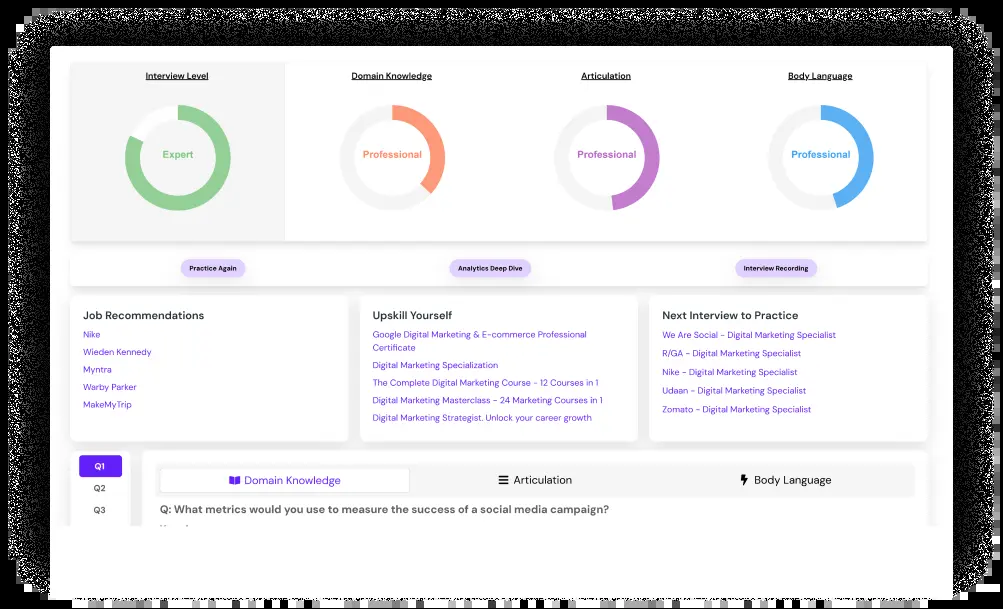 Interview Level
Domain Knowledge
Articulation
Body Language
Expert
Professional
Professional
Professional
Practice Again
Analytics Deep Dive
Interview Recording
Job Recommendations
Nike
Wieden Kennedy
Myntra
Warby Parker
MakeMyTrip
Upskill Yourself
Google Digital Marketing & E-commerce Professional
Certificate
Digital Marketing Specialization
The Complete Digital Marketing Course - 12 Courses in 1
Digital Marketing Masterclass - 24 Marketing Courses in 1
Digital Marketing Strategist. Unlock your career growth
Next Interview to Practice
We Are Social - Digital Marketing Specialist
R/GA - Digital Marketing Specialist
Nike - Digital Marketing Specialist
Udaan - Digital Marketing Specialist
Zomato - Digital Marketing Specialist
Q1
Q2
Q3
Domain Knowledge
Articulation
Body Language
Q: What metrics would you use to measure the success of a social media campaign?